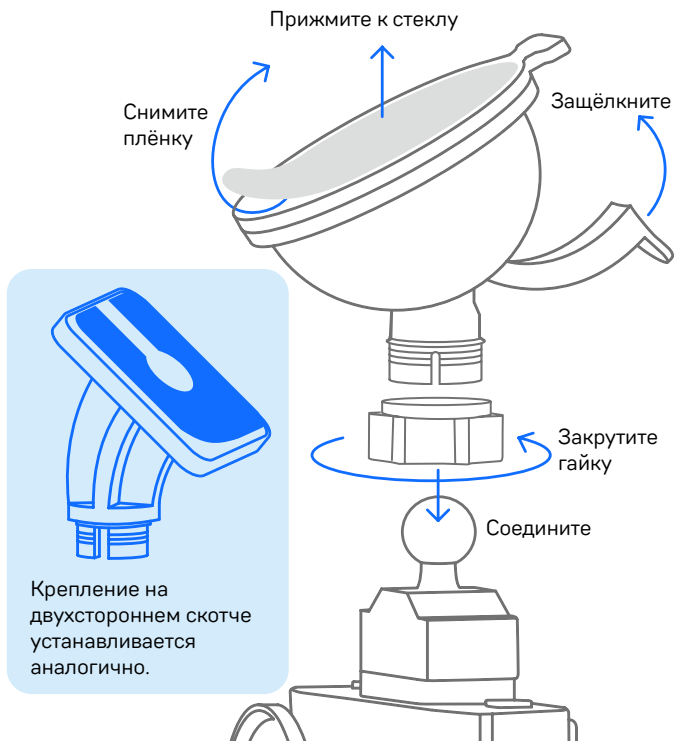 Прижмите к стеклу
Снимите
плёнку
Защёлкните
Закрутите
гайку
Соедините
Крепление на
двухстороннем скотче
устанавливается
аналогично.